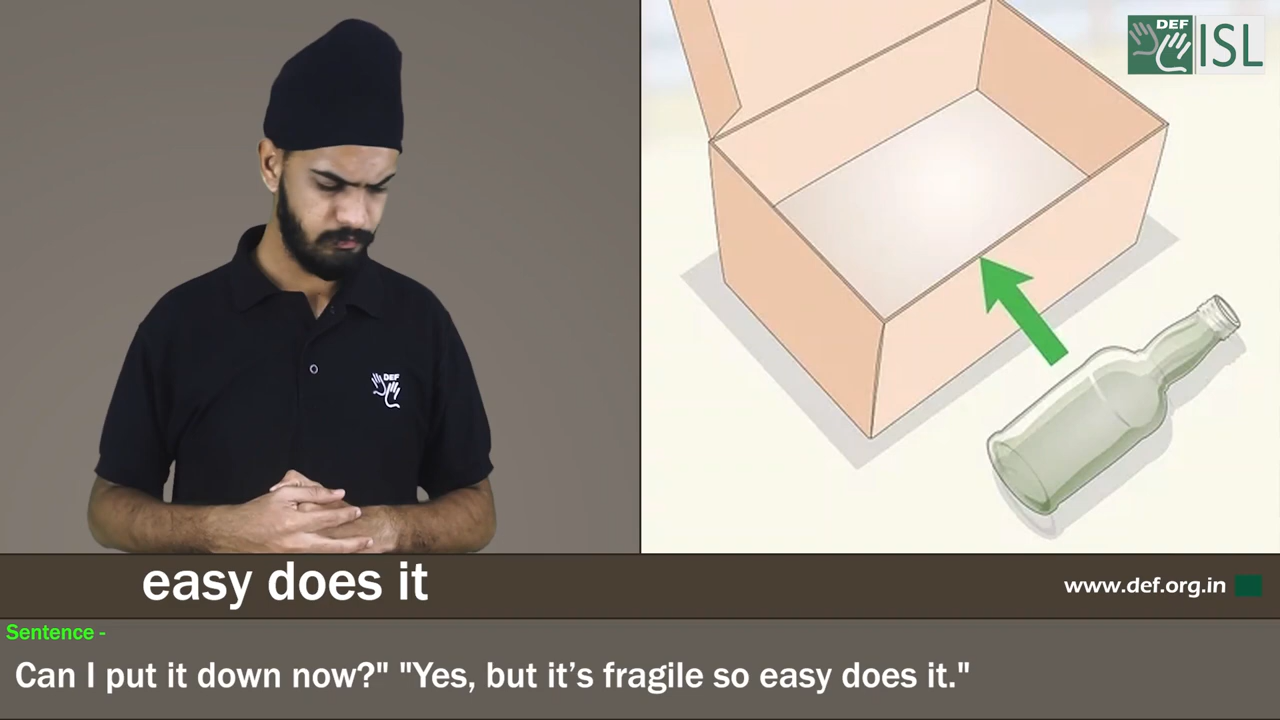 DEF
ISL
DEF
easy does it
www.def.org.in
Sentence -
Can I put it down now?" "Yes, but it’s fragile so easy does it."